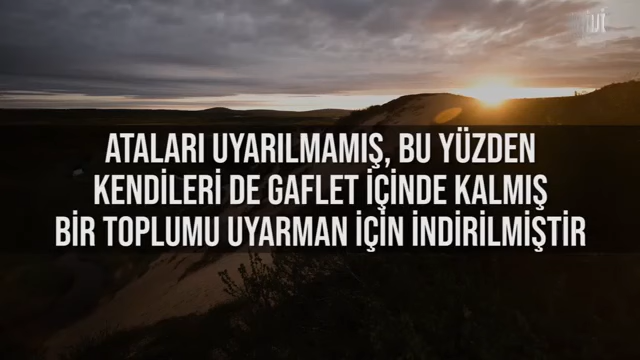 ATALARI UYARILMAMIŞ, BU YÜZDEN
KENDİLERİ DE GAFLET İÇİNDE KALMIŞ
BİR TOPLUMU UYARMAN İÇİN İNDİRİLMİŞTİR